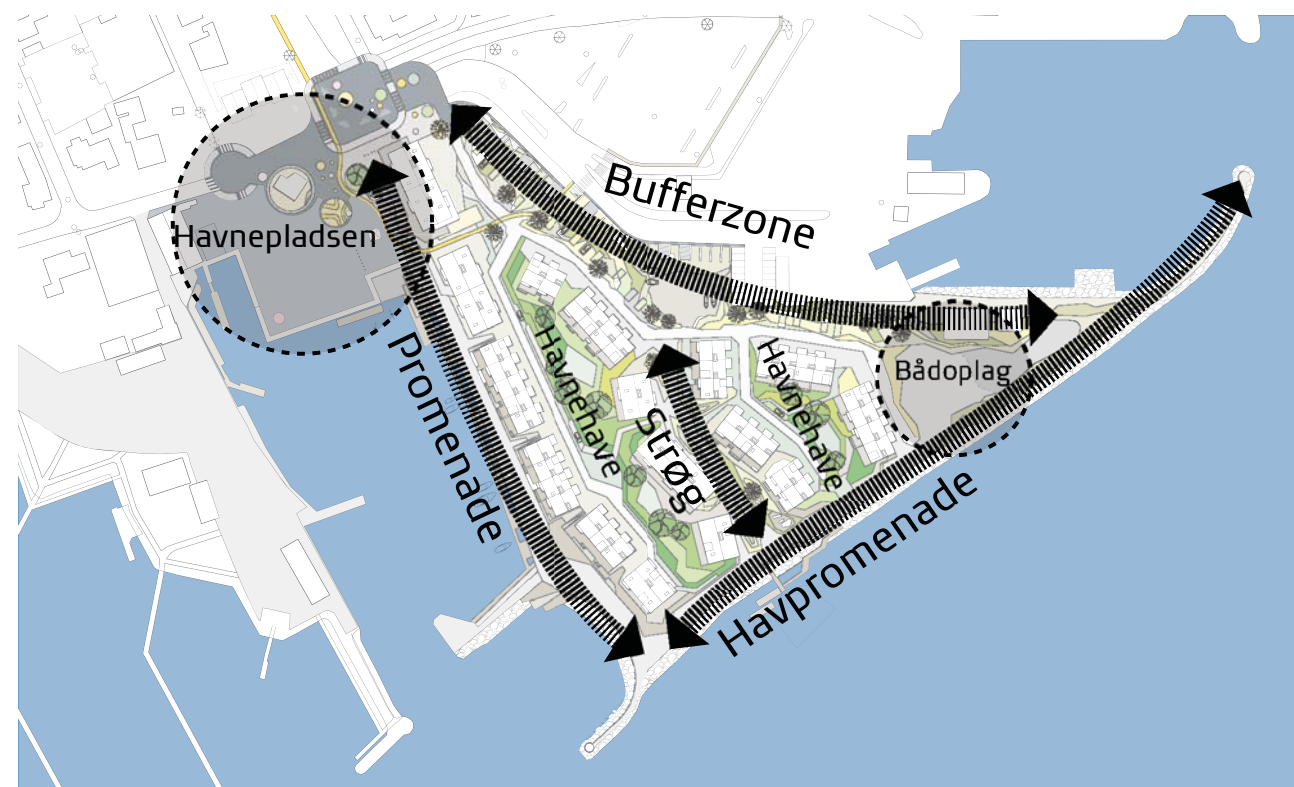 Bufferzone
Havnepladsen
Promenade
Havnehave
Havnehave
Bådoplag
Strøg
Havpromenade